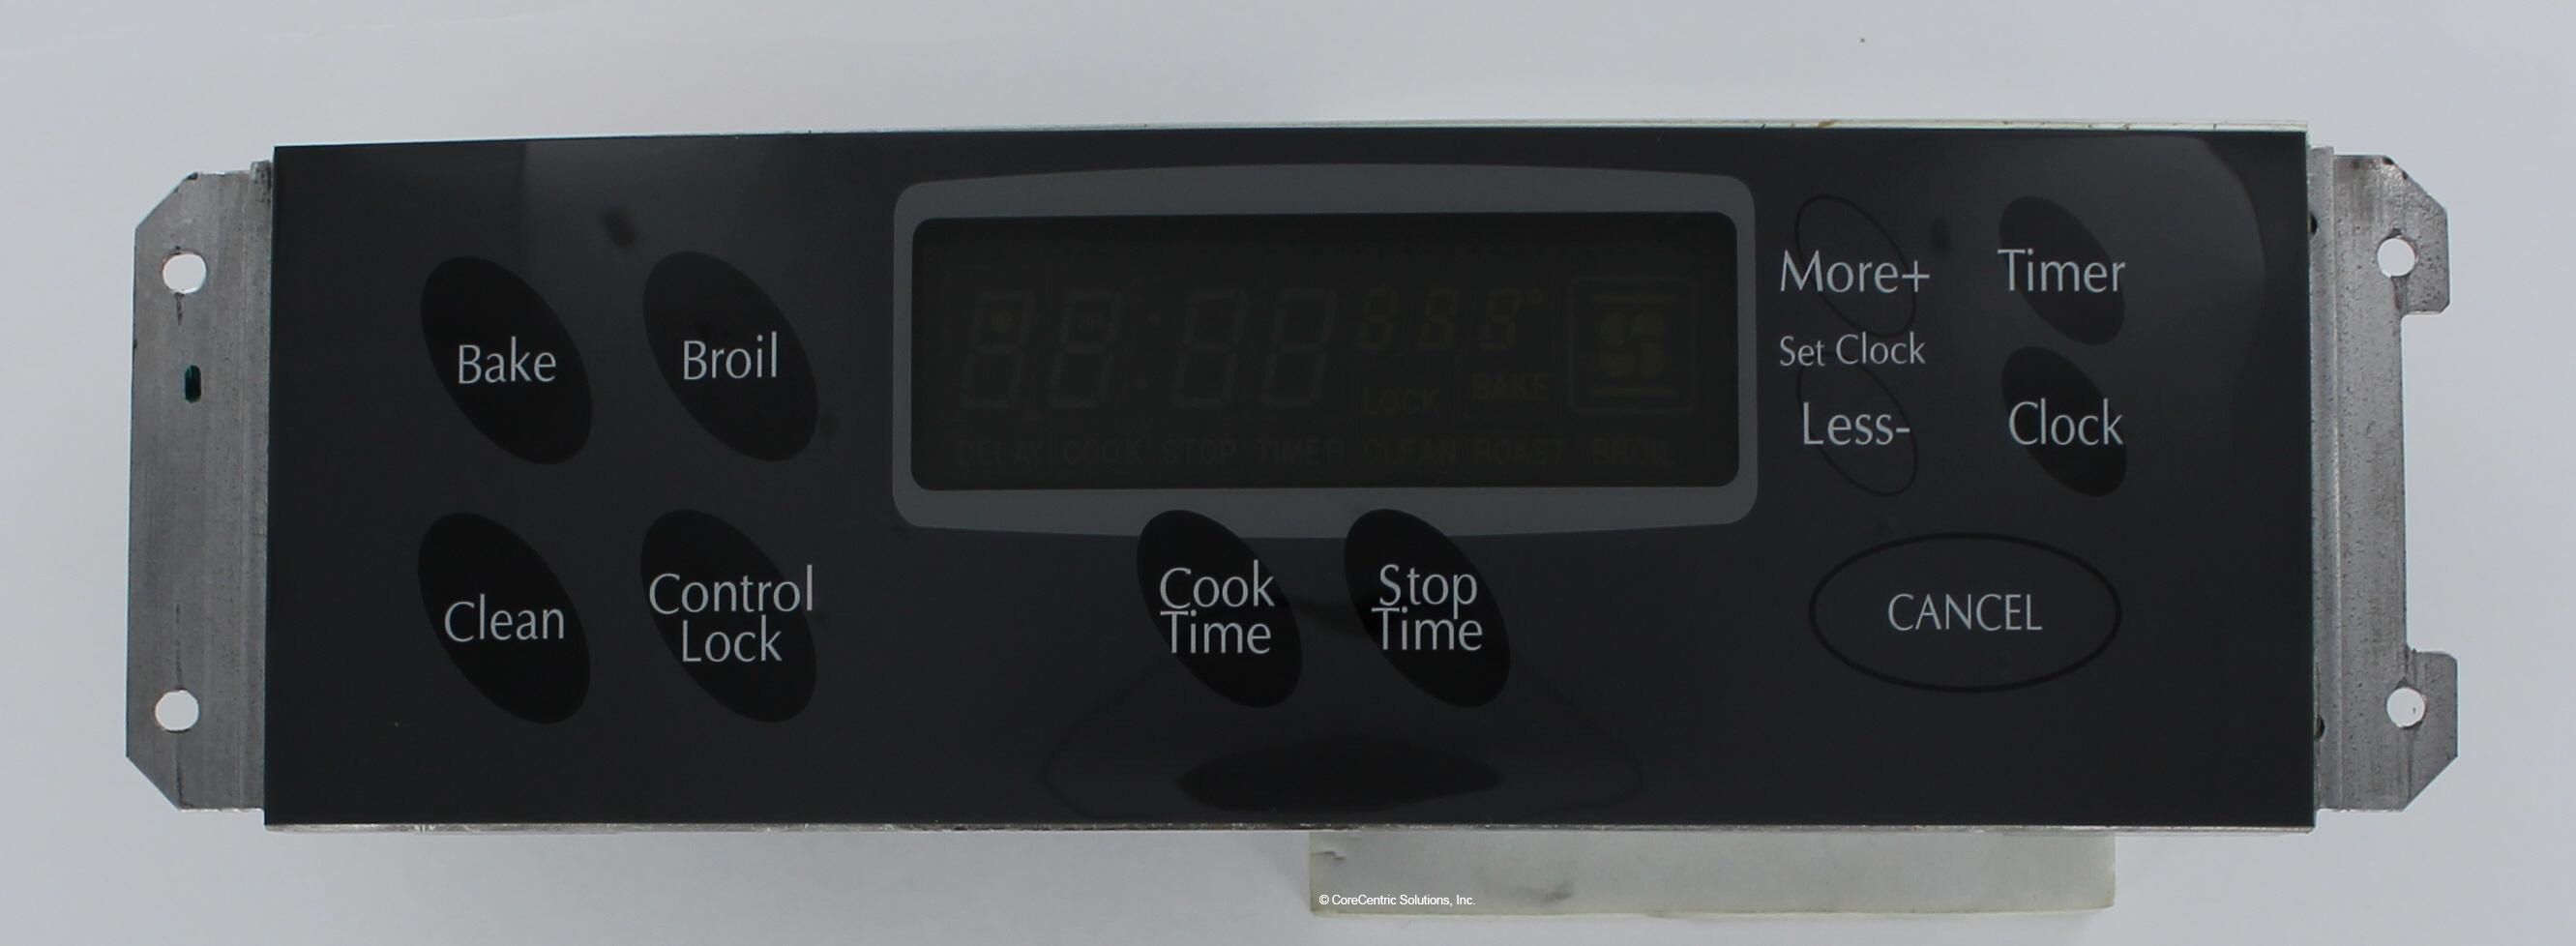 More+
Timer
Bake
Broil
Set Clock
LOCK
BAKE
Less-
Clock
DELAY COOK STOP TIMER CLEAN ROAST BROIL
Clean
Control
Lock
Cook
Time
Stop
Time
CANCEL
© CoreCentric Solutions, Inc.